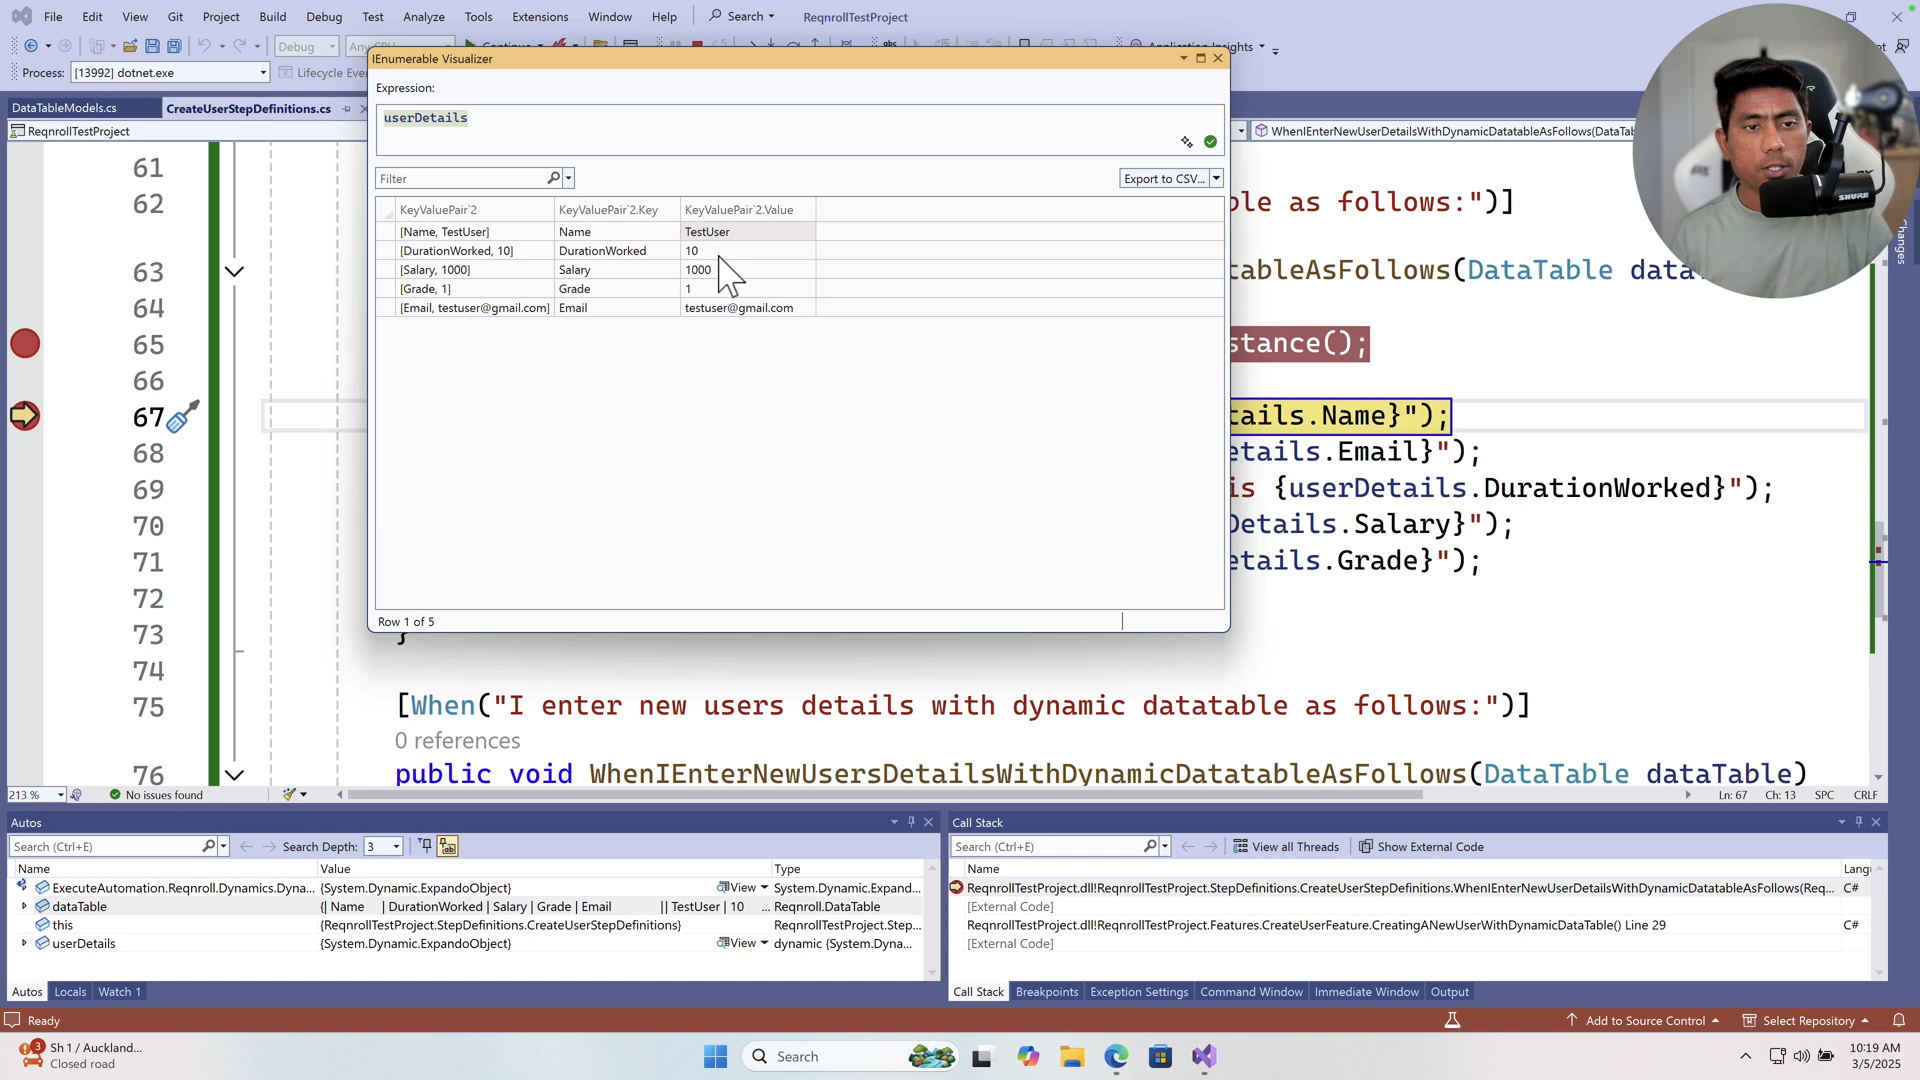 File Edit View Git Project Build Debug Test Analyze Tools Extensions Window Help Search ReqnrollTestProject
Debug
Process: [13992] dotnet.exe
IEnumerable Visualizer
Expression:
userDetails
Filter
Export to CSV...
KeyValuePair`2 KeyValuePair`2.Key KeyValuePair`2.Value
[Name, TestUser] Name TestUser
[DurationWorked, 10] DurationWorked 10
[Salary, 1000] Salary 1000
[Grade, 1] Grade 1
[Email, testuser@gmail.com] Email testuser@gmail.com
Row 1 of 5
DataTableModels.cs CreateUserStepDefinitions.cs
ReqnrollTestProject WhenIEnterNewUserDetailsWithDynamicDatatableAsFollows(DataTab
61
62 ble as follows:")]
63 tableAsFollows(DataTable data
64
65 stance();
66
67 tails.Name}");
68 etails.Email}");
69 is {userDetails.DurationWorked}");
70 Details.Salary}");
71 etails.Grade}");
72
73 }
74
75 [When("I enter new users details with dynamic datatable as follows:")]
0 references
76 public void WhenIEnterNewUsersDetailsWithDynamicDatatableAsFollows(DataTable dataTable)
213 % No issues found Ln: 67 Ch: 13 SPC CRLF
Autos
Search (Ctrl+E) Search Depth: 3
Name Value Type
ExecuteAutomation.Reqnroll.Dynamics.Dyna... {System.Dynamic.ExpandoObject} View System.Dynamic.Expand...
dataTable {| Name | DurationWorked | Salary | Grade | Email || TestUser | 10 ... Reqnroll.DataTable
this {ReqnrollTestProject.StepDefinitions.CreateUserStepDefinitions} ReqnrollTestProject.Step...
userDetails {System.Dynamic.ExpandoObject} View dynamic {System.Dyna...
Autos Locals Watch 1
Call Stack
Search (Ctrl+E) View all Threads Show External Code
Name Lang
ReqnrollTestProject.dll!ReqnrollTestProject.StepDefinitions.CreateUserStepDefinitions.WhenIEnterNewUserDetailsWithDynamicDatatableAsFollows(Req... C#
[External Code]
ReqnrollTestProject.dll!ReqnrollTestProject.Features.CreateUserFeature.CreatingANewUserWithDynamicDataTable() Line 29 C#
[External Code]
Call Stack Breakpoints Exception Settings Command Window Immediate Window Output
Ready Add to Source Control Select Repository
3 Sh 1 / Auckland...
Closed road
Search
10:19 AM
3/5/2025